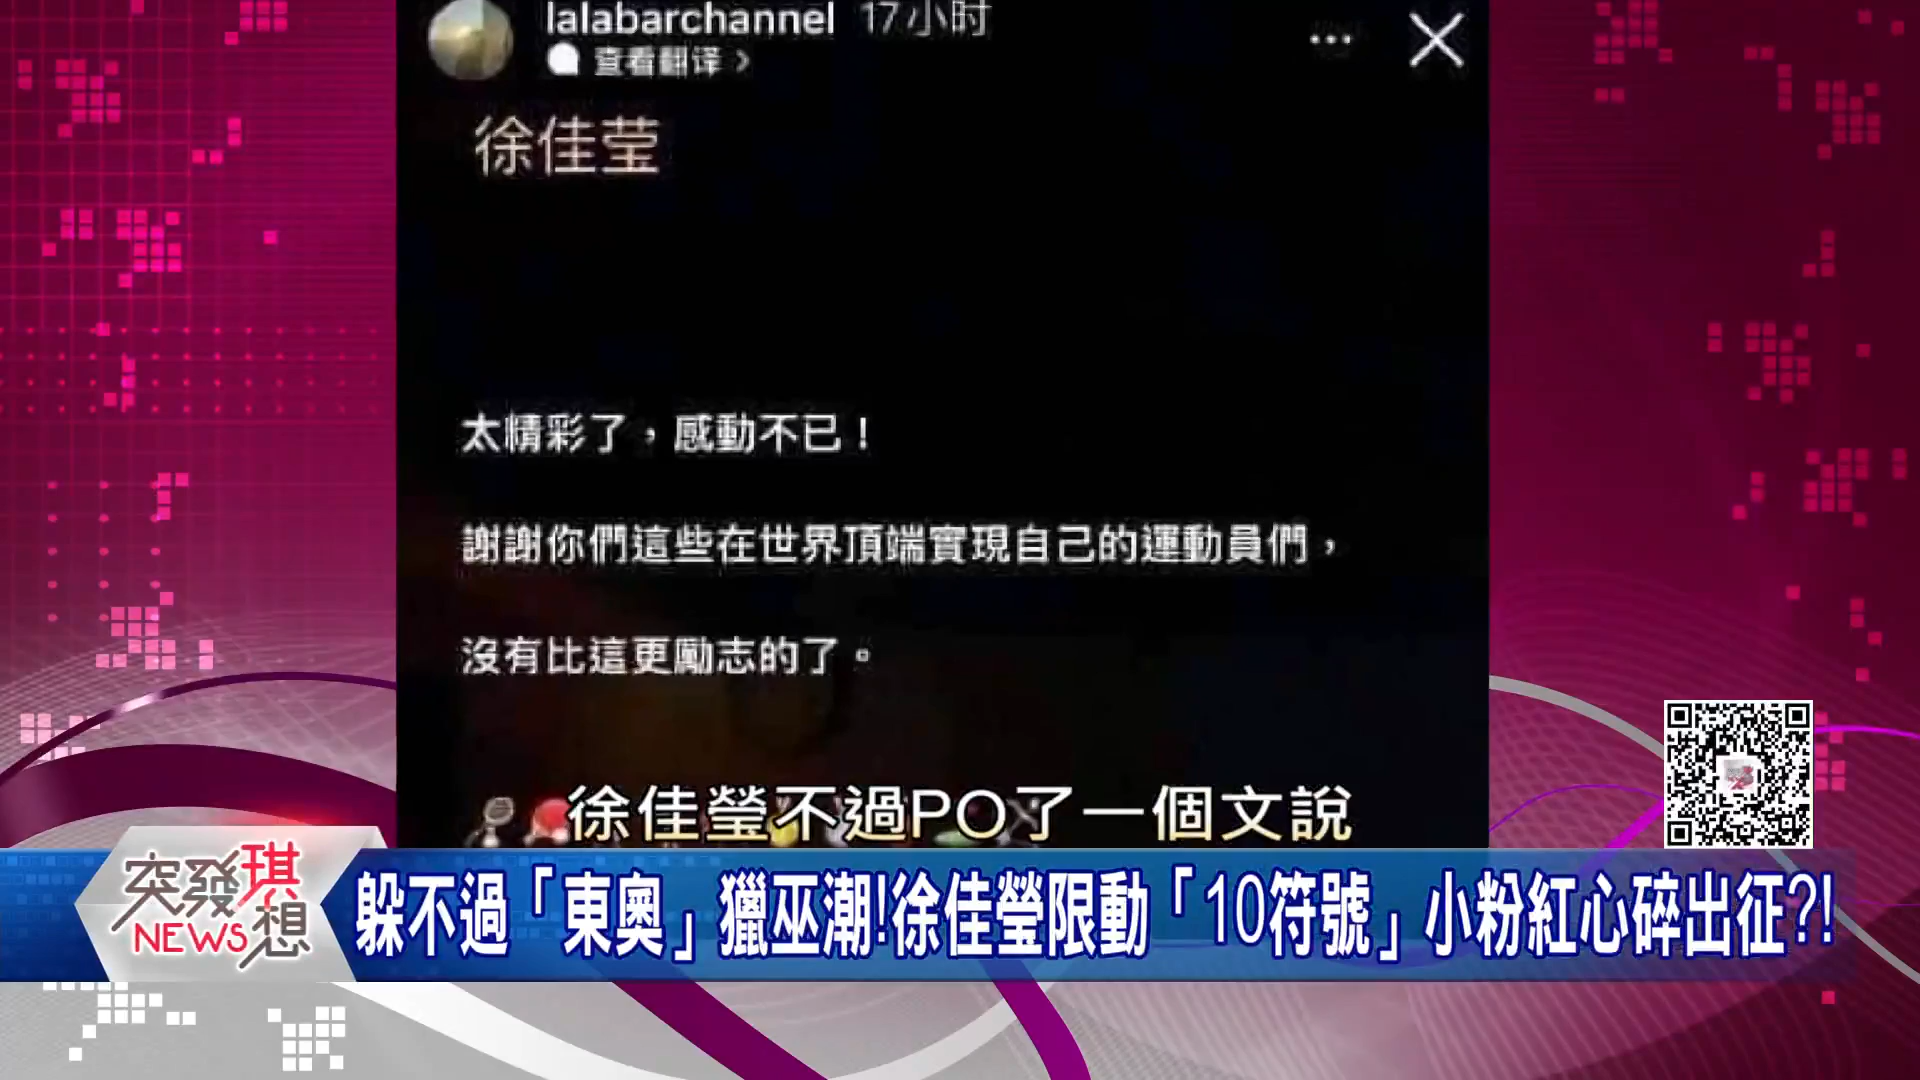 lalabarchannel 17小时
查看翻译 >
徐佳莹
太精彩了，感動不已！
謝謝你們這些在世界頂端實現自己的運動員們，
沒有比這更勵志的了。
徐佳瑩不過PO了一個文說
突發琪想
NEWS
躲不過「東奧」獵巫潮!徐佳瑩限動「10符號」小粉紅心碎出征?!